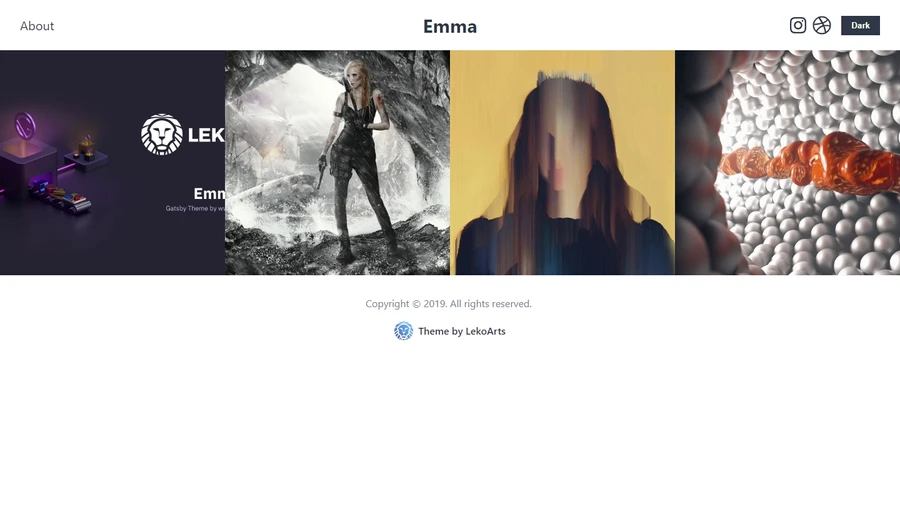 About
Emma
Dark
LEK
Emm
Gatsby Theme by w
Copyright © 2019. All rights reserved.
Theme by LekoArts